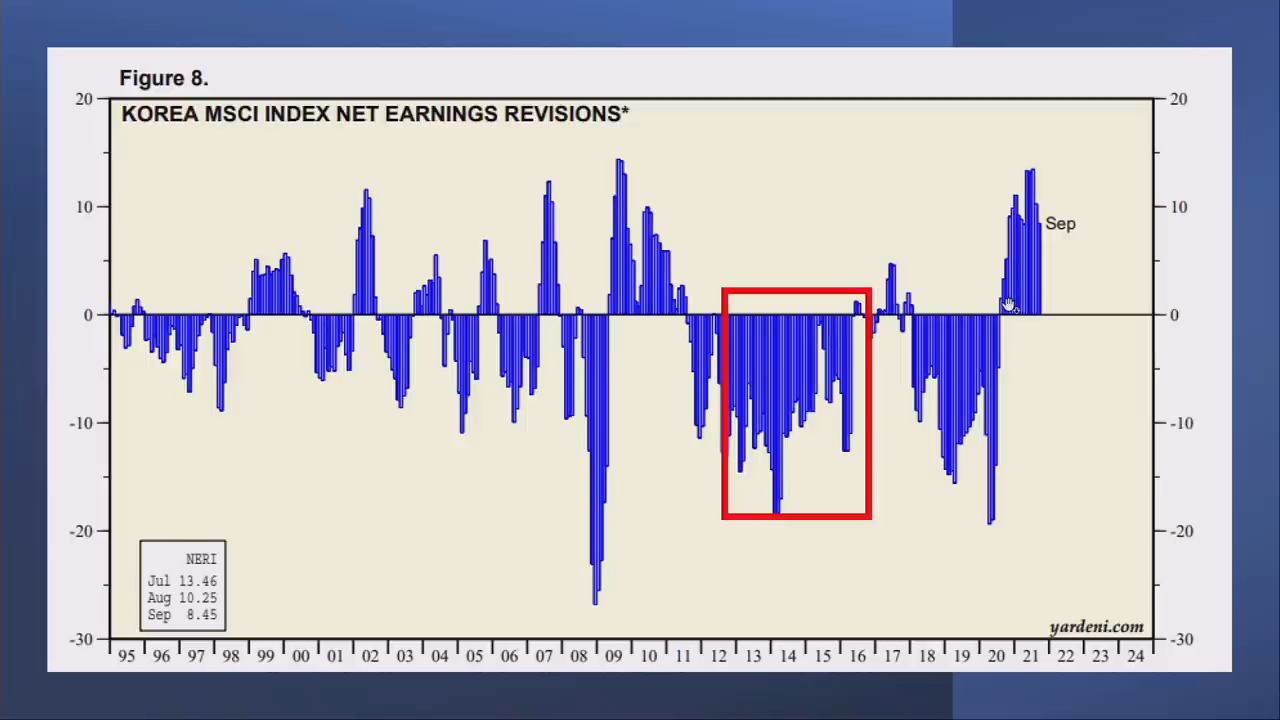 Figure 8.
KOREA MSCI INDEX NET EARNINGS REVISIONS*
20 20
10 10
Sep
0 0
-10 -10
-20 -20
NERI
Jul 13.46
Aug 10.25
Sep 8.45
yardeni.com
-30 -30
95 96 97 98 99 00 01 02 03 04 05 06 07 08 09 10 11 12 13 14 15 16 17 18 19 20 21 22 23 24